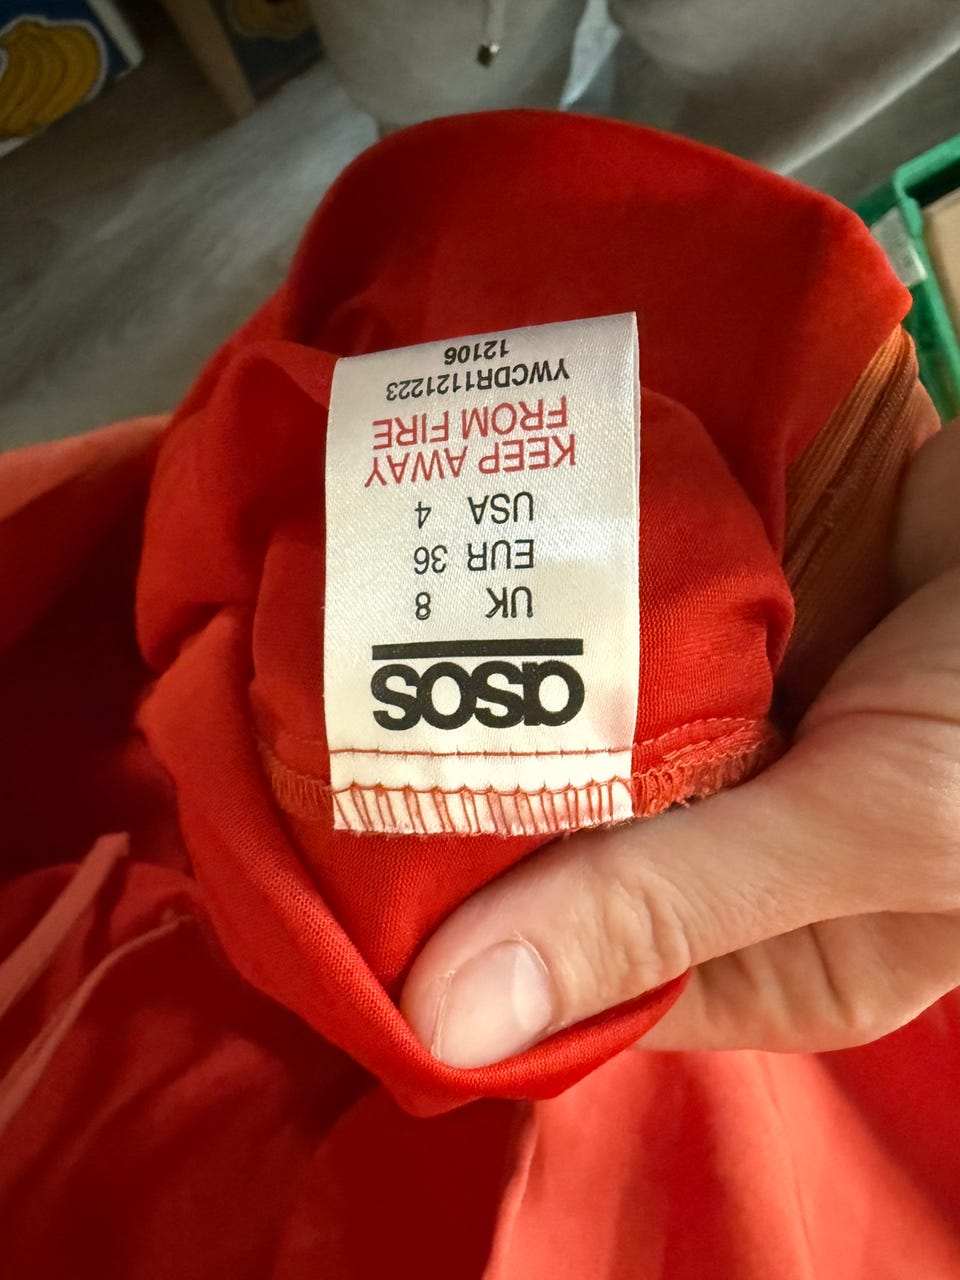 asos
UK 8
EUR 36
USA 4
KEEP AWAY
FROM FIRE
YWCDR1121223
12106